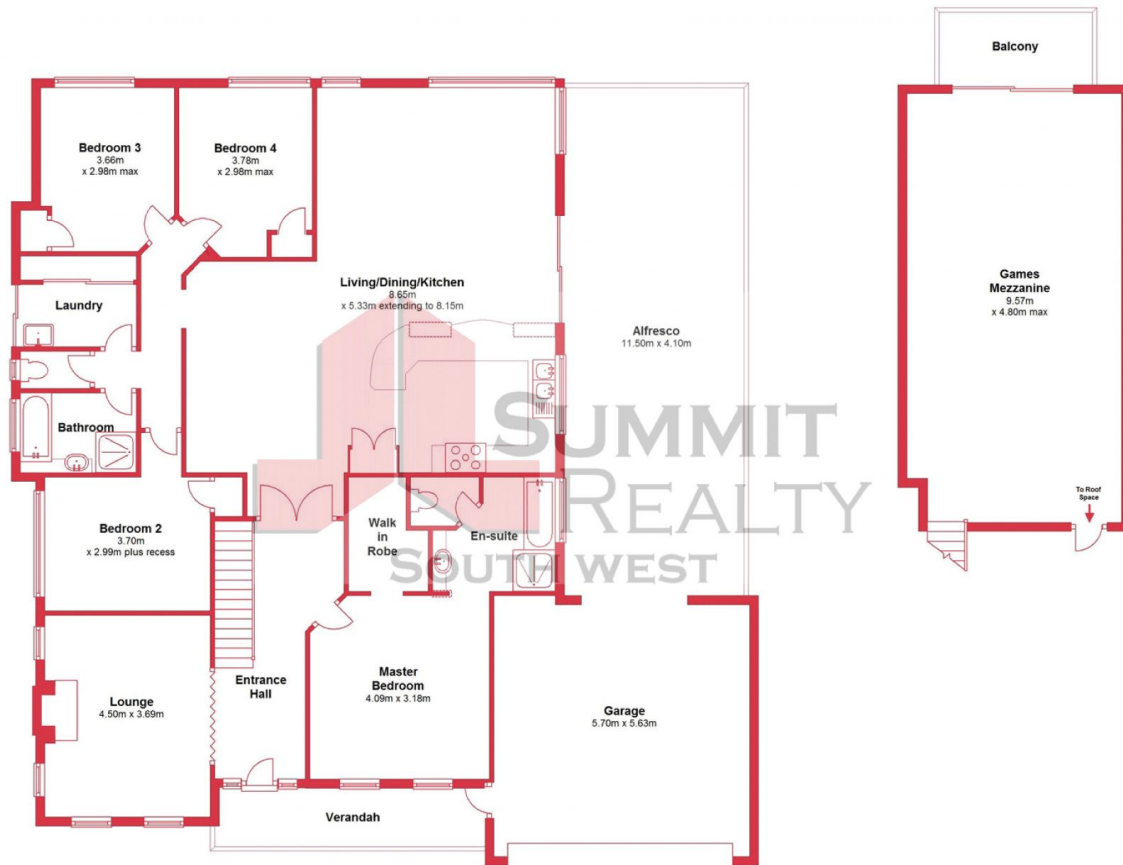 Balcony
Bedroom 3
3.66m
x 2.98m max
Bedroom 4
3.78m
x 2.98m max
Living/Dining/Kitchen
8.65m
x 5.33m extending to 8.15m
Games
Mezzanine
9.57m
x 4.80m max
Laundry
Alfresco
11.50m x 4.10m
Bathroom
SUMMIT
REALTY
SOUTH WEST
To Roof
Space
Bedroom 2
3.70m
x 2.99m plus recess
Walk
in
Robe
En-suite
Lounge
4.50m x 3.69m
Entrance
Hall
Master
Bedroom
4.09m x 3.18m
Garage
5.70m x 5.63m
Verandah